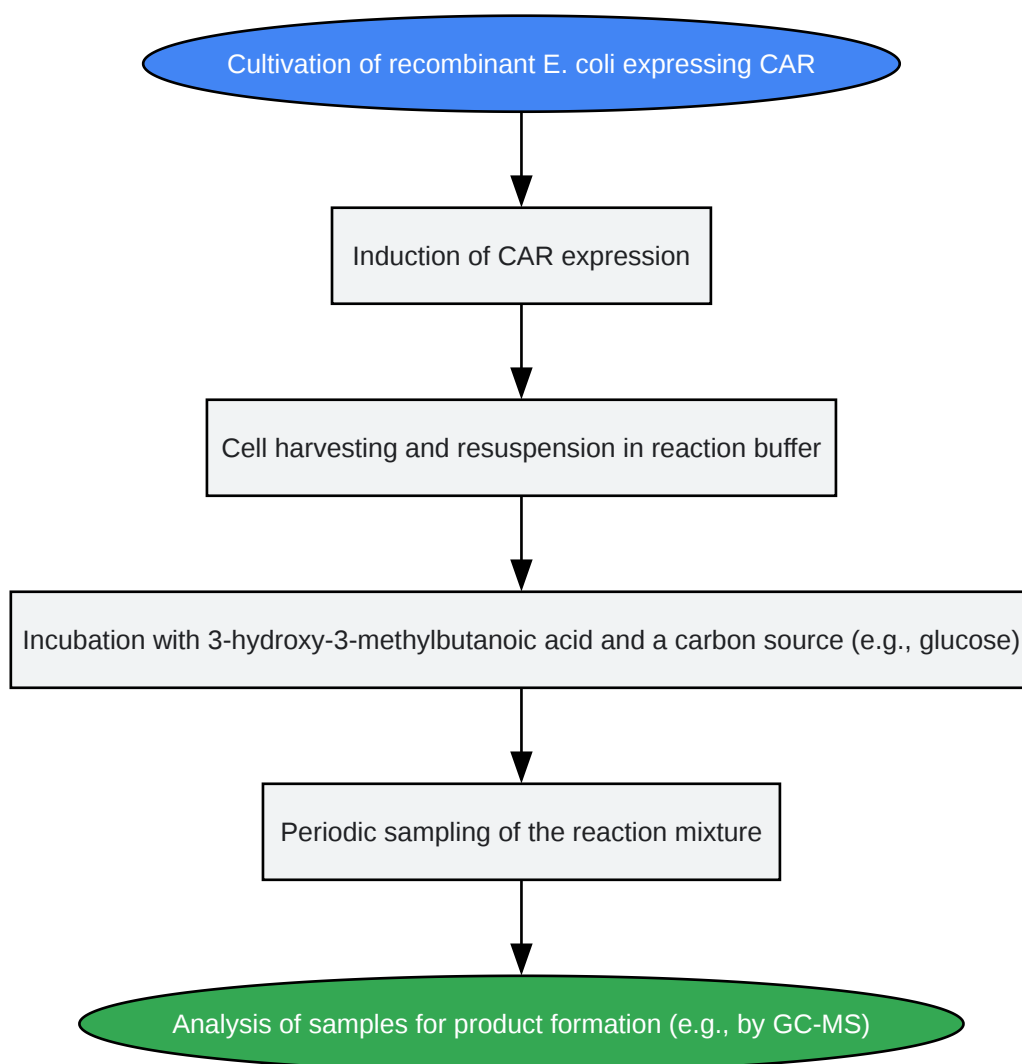 Cultivation of recombinant E. coli expressing CAR
Induction of CAR expression
Cell harvesting and resuspension in reaction buffer
Incubation with 3-hydroxy-3-methylbutanoic acid and a carbon source (e.g., glucose)
Periodic sampling of the reaction mixture
Analysis of samples for product formation (e.g., by GC-MS)